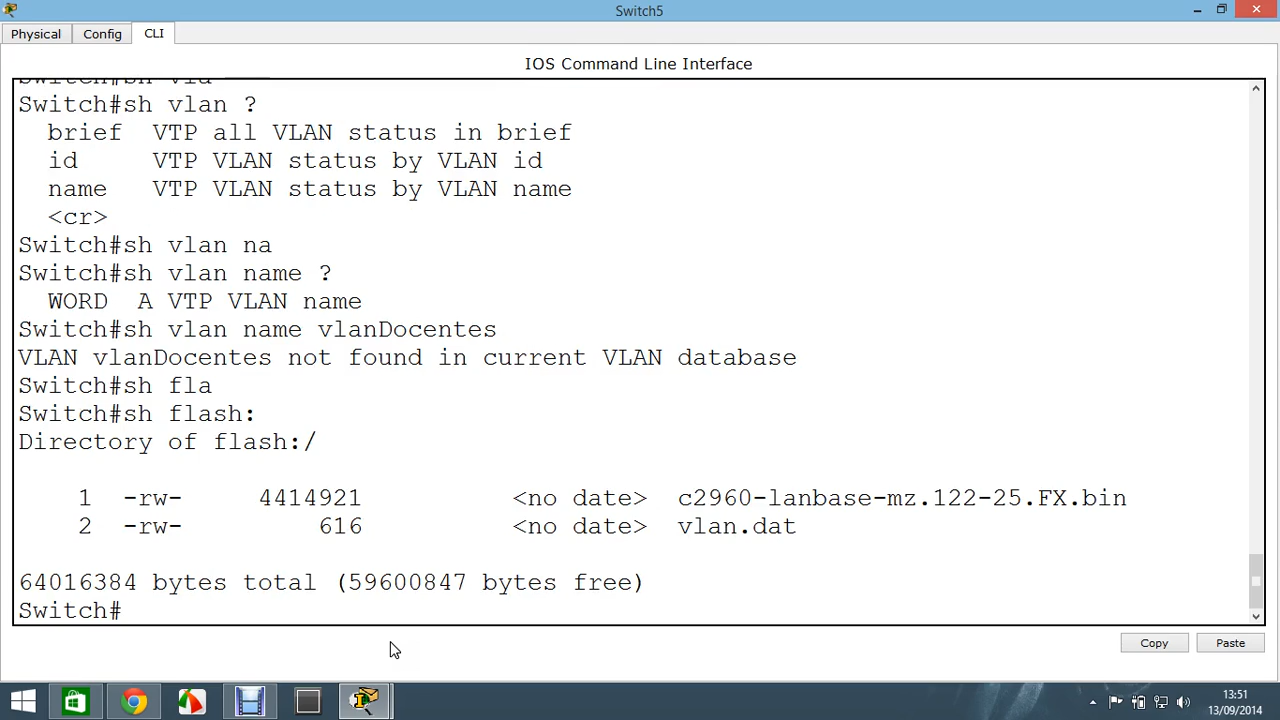 Switch5
Physical Config CLI
IOS Command Line Interface
Switch#sh vla
Switch#sh vlan ?
brief VTP all VLAN status in brief
id VTP VLAN status by VLAN id
name VTP VLAN status by VLAN name
<cr>
Switch#sh vlan na
Switch#sh vlan name ?
WORD A VTP VLAN name
Switch#sh vlan name vlanDocentes
VLAN vlanDocentes not found in current VLAN database
Switch#sh fla
Switch#sh flash:
Directory of flash:/
1 -rw- 4414921 <no date> c2960-lanbase-mz.122-25.FX.bin
2 -rw- 616 <no date> vlan.dat
64016384 bytes total (59600847 bytes free)
Switch#
Copy Paste
13:51
13/09/2014